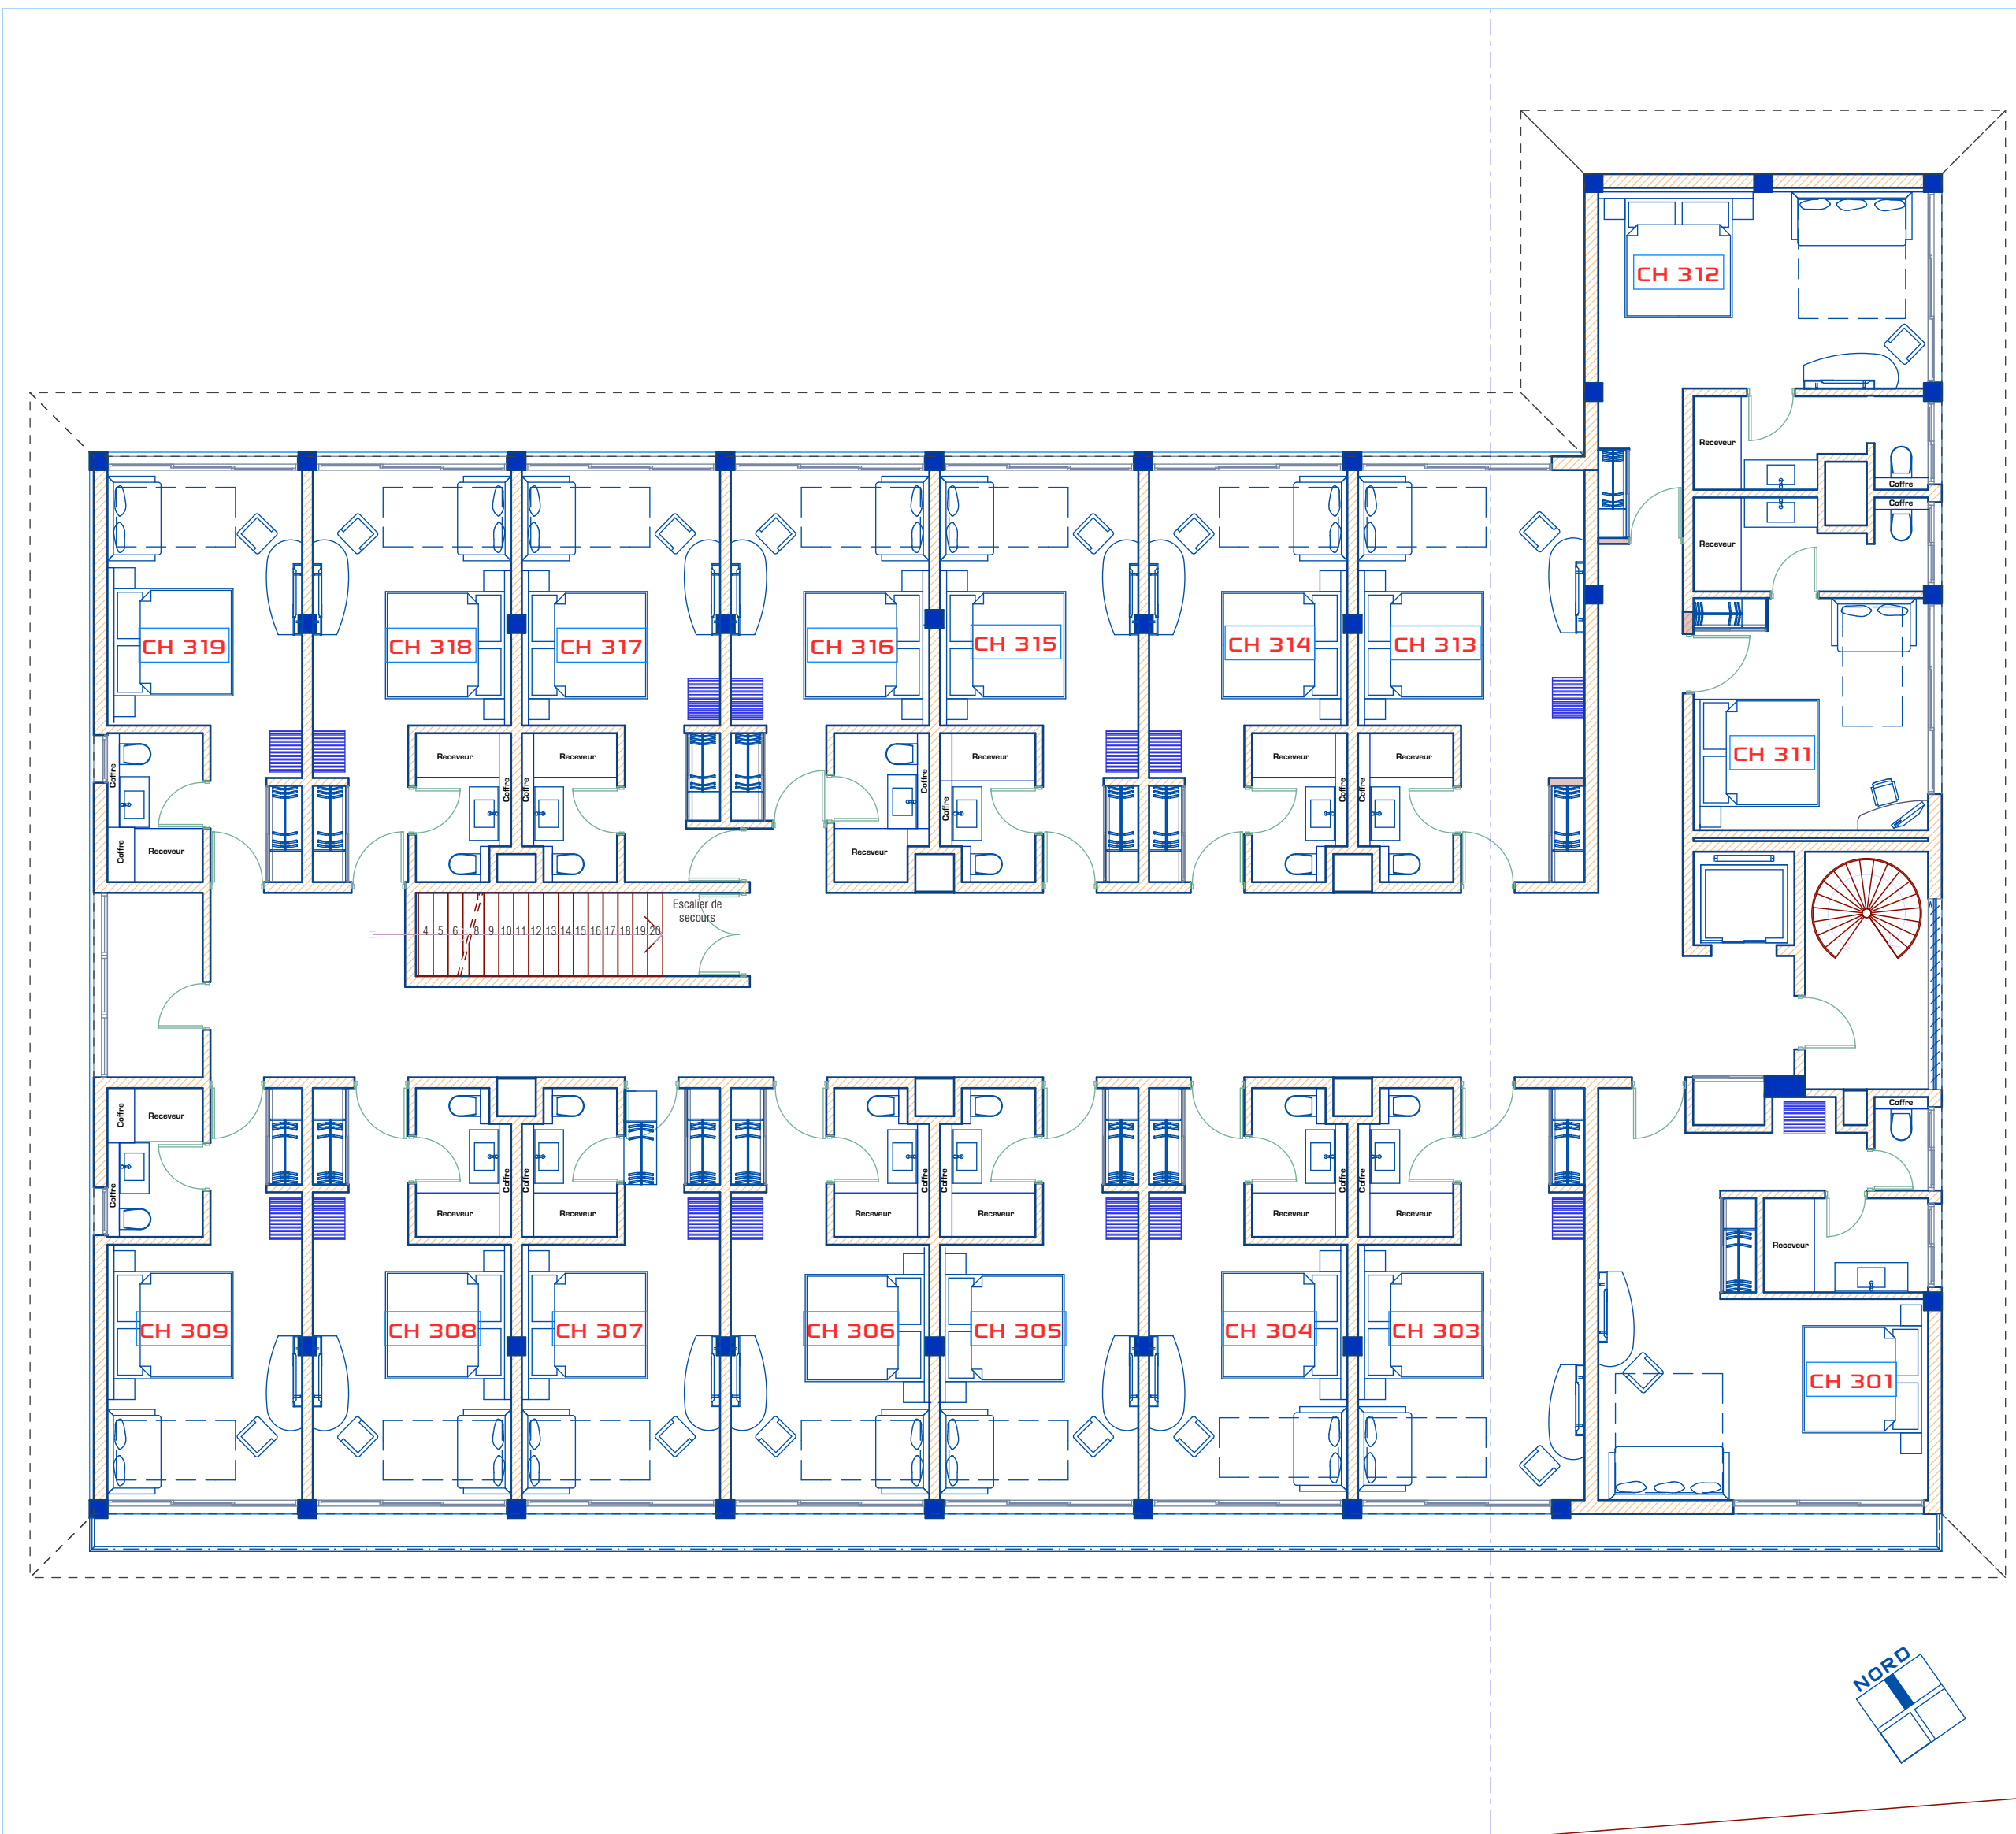 CH 312
Receveur
Coffre
Coffre
Receveur
CH 319
CH 318
CH 317
CH 316
CH 315
CH 314
CH 313
CH 311
Coffre
Receveur
Coffre
Coffre
Receveur
Coffre
Receveur
Coffre
Receveur
Coffre
Receveur
Coffre
Coffre
Receveur
Coffre
Receveur
Escalier de
secours
4 5 6 8 9 10 11 12 13 14 15 16 17 18 19 20
Coffre
Receveur
Coffre
Coffre
Coffre
Coffre
Coffre
Coffre
Coffre
Coffre
Receveur
Receveur
Receveur
Receveur
Receveur
Receveur
Receveur
CH 309
CH 308
CH 307
CH 306
CH 305
CH 304
CH 303
CH 301
NORD